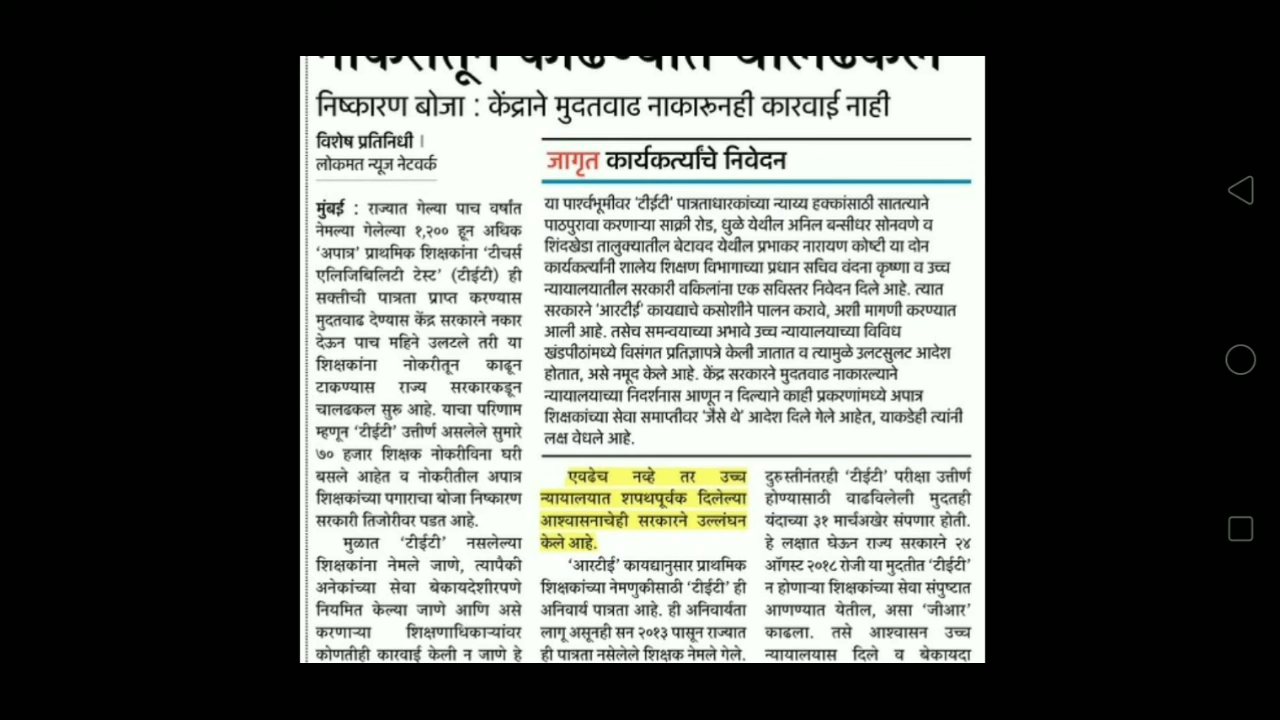 निष्कारण बोजा : केंद्राने मुदतवाढ नाकारूनही कारवाई नाही
विशेष प्रतिनिधी ।
लोकमत न्यूज नेटवर्क
मुंबई : राज्यात गेल्या पाच वर्षांत
नेमल्या गेलेल्या १,२०० हून अधिक
‘अपात्र’ प्राथमिक शिक्षकांना ‘टीचर्स
एलिजिबिलिटी टेस्ट’ (टीईटी) ही
सक्तीची पात्रता प्राप्त करण्यास
मुदतवाढ देण्यास केंद्र सरकारने नकार
देऊन पाच महिने उलटले तरी या
शिक्षकांना नोकरीतून काढून
टाकण्यास राज्य सरकारकडून
चालढकल सुरू आहे. याचा परिणाम
म्हणून ‘टीईटी’ उत्तीर्ण असलेले सुमारे
७० हजार शिक्षक नोकरीविना घरी
बसले आहेत व नोकरीतील अपात्र
शिक्षकांच्या पगाराचा बोजा निष्कारण
सरकारी तिजोरीवर पडत आहे.
मुळात ‘टीईटी’ नसलेल्या
शिक्षकांना नेमले जाणे, त्यापैकी
अनेकांच्या सेवा बेकायदेशीरपणे
नियमित केल्या जाणे आणि असे
करणाऱ्या शिक्षणाधिकाऱ्यांवर
कोणतीही कारवाई केली न जाणे हे
जागृत कार्यकर्त्यांचे निवेदन
या पार्श्वभूमीवर ‘टीईटी’ पात्रताधारकांच्या न्याय्य हक्कांसाठी सातत्याने
पाठपुरावा करणाऱ्या साक्री रोड, धुळे येथील अनिल बन्सीधर सोनवणे व
शिंदखेडा तालुक्यातील बेटावद येथील प्रभाकर नारायण कोष्टी या दोन
कार्यकर्त्यांनी शालेय शिक्षण विभागाच्या प्रधान सचिव वंदना कृष्णा व उच्च
न्यायालयातील सरकारी वकिलांना एक सविस्तर निवेदन दिले आहे. त्यात
सरकारने ‘आरटीई’ कायद्याचे कसोशीने पालन करावे, अशी मागणी करण्यात
आली आहे. तसेच समन्वयाच्या अभावे उच्च न्यायालयाच्या विविध
खंडपीठांमध्ये विसंगत प्रतिज्ञापत्रे केली जातात व त्यामुळे उलटसुलट आदेश
होतात, असे नमूद केले आहे. केंद्र सरकारने मुदतवाढ नाकारल्याने
न्यायालयाच्या निदर्शनास आणून न दिल्याने काही प्रकरणांमध्ये अपात्र
शिक्षकांच्या सेवा समाप्तीवर ‘जैसे थे’ आदेश दिले गेले आहेत, याकडेही त्यांनी
लक्ष वेधले आहे.
एवढेच नव्हे तर उच्च
न्यायालयात शपथपूर्वक दिलेल्या
आश्वासनाचेही सरकारने उल्लंघन
केले आहे.
‘आरटीई’ कायद्यानुसार प्राथमिक
शिक्षकांच्या नेमणुकीसाठी ‘टीईटी’ ही
अनिवार्य पात्रता आहे. ही अनिवार्यता
लागू असूनही सन २०१३ पासून राज्यात
ही पात्रता नसलेले शिक्षक नेमले गेले.
दुरुस्तीनंतरही ‘टीईटी’ परीक्षा उत्तीर्ण
होण्यासाठी वाढविलेली मुदतही
यंदाच्या ३१ मार्चअखेर संपणार होती.
हे लक्षात घेऊन राज्य सरकारने २४
ऑगस्ट २०१८ रोजी या मुदतीत ‘टीईटी’
न होणाऱ्या शिक्षकांच्या सेवा संपुष्टात
आणण्यात येतील, असा ‘जीआर’
काढला. तसे आश्वासन उच्च
न्यायालयास दिले व बेकायदा